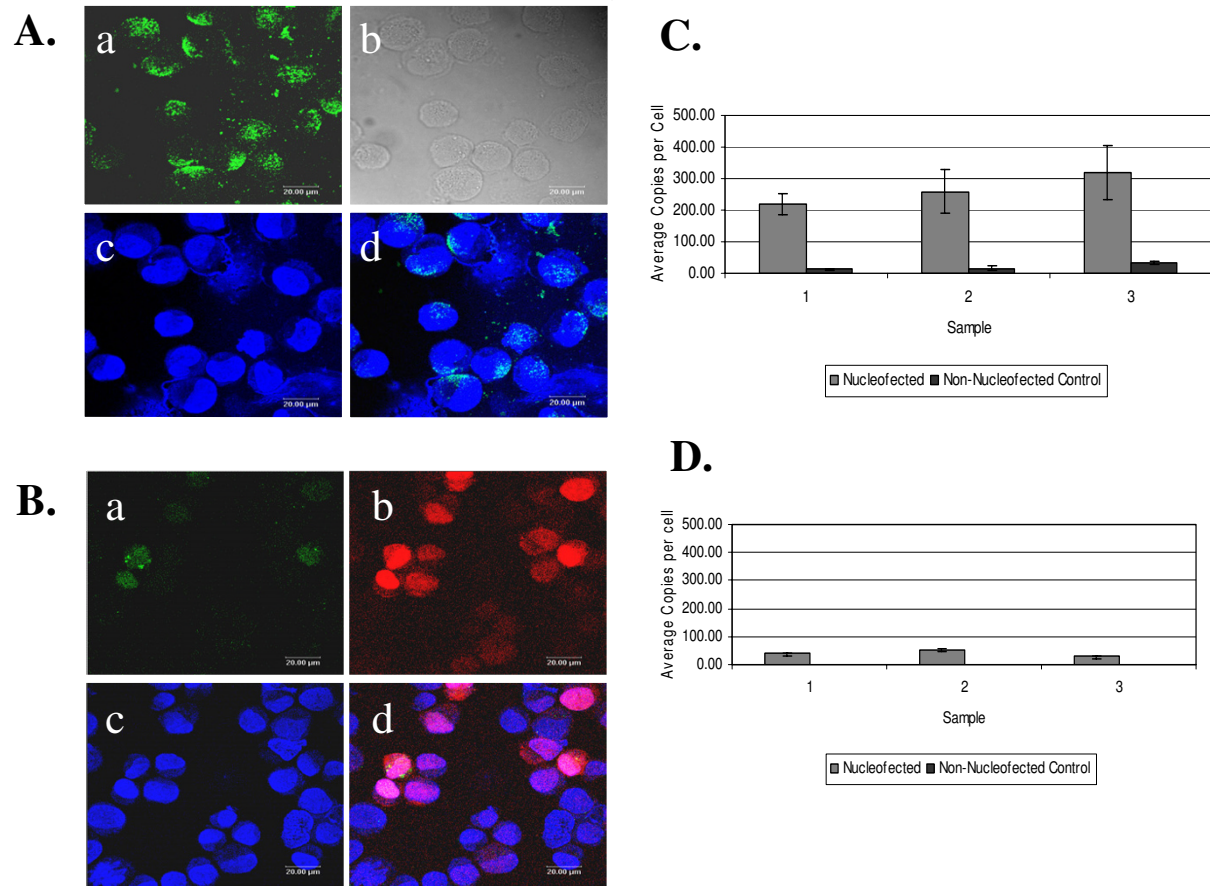 A.
a
20.00 µm
b
20.00 µm
c
20.00 µm
d
20.00 µm
B.
a
20.00 µm
b
20.00 µm
c
20.00 µm
d
20.00 µm
C.
Average Copies per Cell
500.00
400.00
300.00
200.00
100.00
0.00
1 2 3
Sample
Nucleofected Non-Nucleofected Control
D.
Average Copies per cell
500.00
400.00
300.00
200.00
100.00
0.00
1 2 3
Sample
Nucleofected Non-Nucleofected Control